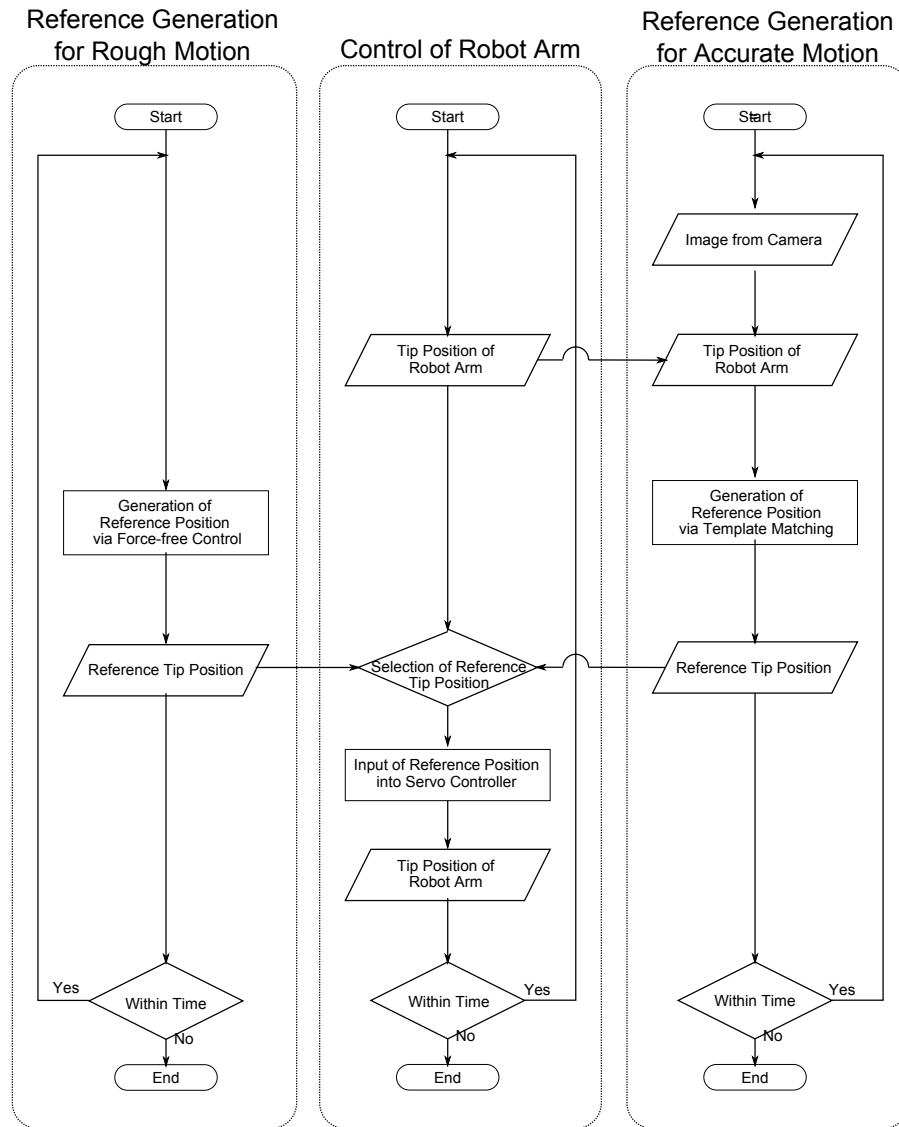 Reference Generation
for Rough Motion
Start
Generation of
Reference Position
via Force-free Control
Reference Tip Position
Yes
Within Time
No
End
Control of Robot Arm
Start
Tip Position of
Robot Arm
Selection of Reference
Tip Position
Input of Reference Position
into Servo Controller
Tip Position of
Robot Arm
Within Time
Yes
No
End
Reference Generation
for Accurate Motion
Start
Image from Camera
Tip Position of
Robot Arm
Generation of
Reference Position
via Template Matching
Reference Tip Position
Within Time
Yes
No
End